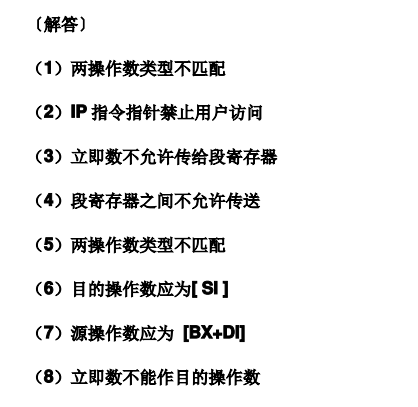 〔解答〕
（1）两操作数类型不匹配
（2）IP 指令指针禁止用户访问
（3）立即数不允许传给段寄存器
（4）段寄存器之间不允许传送
（5）两操作数类型不匹配
（6）目的操作数应为[ SI ]
（7）源操作数应为 [BX+DI]
（8）立即数不能作目的操作数